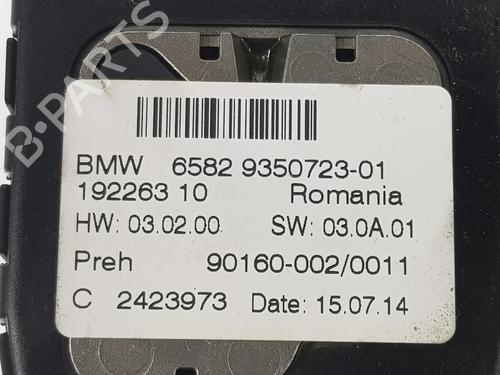 B-PARTS
BMW 6582 9350723-01
192263 10 Romania
HW: 03.02.00 SW: 03.0A.01
Preh 90160-002/0011
C 2423973 Date: 15.07.14